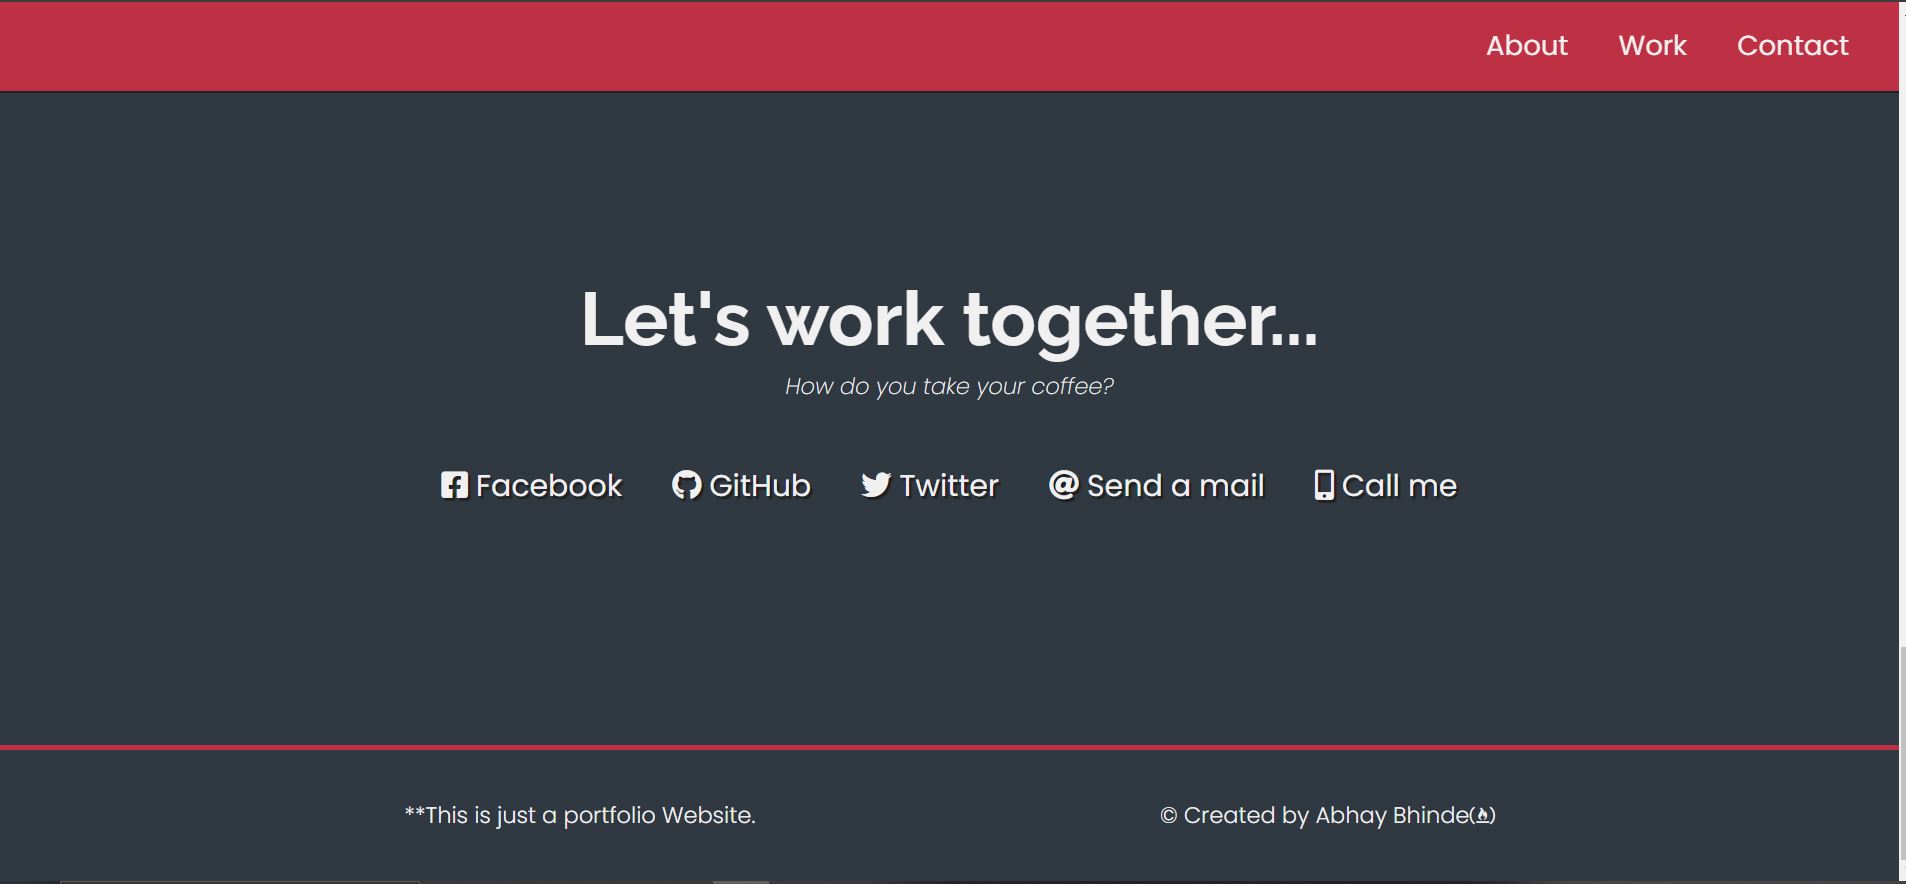 About Work Contact
Let's work together...
How do you take your coffee?
Facebook GitHub Twitter Send a mail Call me
**This is just a portfolio Website. © Created by Abhay Bhinde()